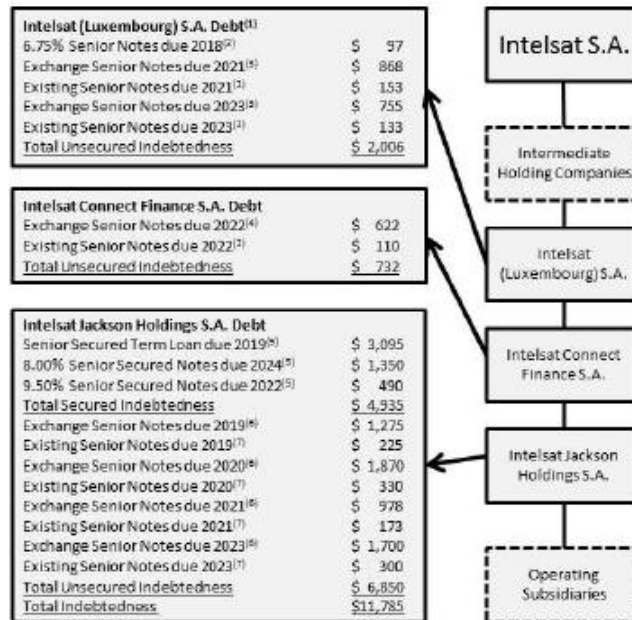 Intelsat (Luxembourg) S.A. Debt(1)
6.75% Senior Notes due 2018(2) $ 97
Exchange Senior Notes due 2021(3) $ 868
Existing Senior Notes due 2021(2) $ 153
Exchange Senior Notes due 2023(3) $ 755
Existing Senior Notes due 2023(2) $ 133
Total Unsecured Indebtedness $ 2,006
Intelsat Connect Finance S.A. Debt
Exchange Senior Notes due 2022(4) $ 622
Existing Senior Notes due 2022(2) $ 110
Total Unsecured Indebtedness $ 732
Intelsat Jackson Holdings S.A. Debt
Senior Secured Term Loan due 2019(5) $ 3,095
8.00% Senior Secured Notes due 2024(5) $ 1,350
9.50% Senior Secured Notes due 2022(5) $ 490
Total Secured Indebtedness $ 4,935
Exchange Senior Notes due 2019(6) $ 1,275
Existing Senior Notes due 2019(7) $ 225
Exchange Senior Notes due 2020(6) $ 1,870
Existing Senior Notes due 2020(7) $ 330
Exchange Senior Notes due 2021(6) $ 978
Existing Senior Notes due 2021(7) $ 173
Exchange Senior Notes due 2023(6) $ 1,700
Existing Senior Notes due 2023(7) $ 300
Total Unsecured Indebtedness $ 6,850
Total Indebtedness $11,785
Intelsat S.A.
Intermediate
Holding Companies
Intelsat
(Luxembourg) S.A.
Intelsat Connect
Finance S.A.
Intelsat Jackson
Holdings S.A.
Operating
Subsidiaries